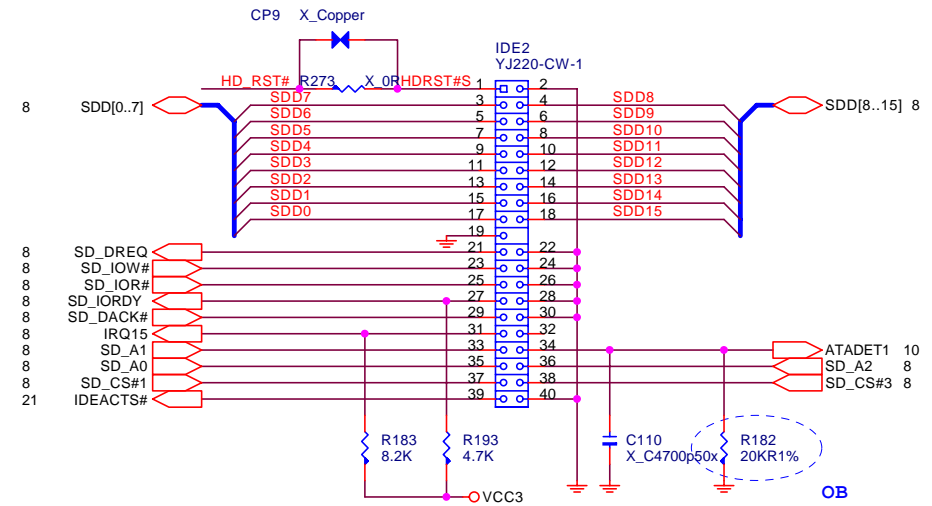 CP9 X_Copper
IDE2
YJ220-CW-1
HD_RST# R273 X_0R HDRST#S 1 2
8 SDD[0..7] SDD7 3 4 SDD8 SDD[8..15] 8
SDD6 5 6 SDD9
SDD5 7 8 SDD10
SDD4 9 10 SDD11
SDD3 11 12 SDD12
SDD2 13 14 SDD13
SDD1 15 16 SDD14
SDD0 17 18 SDD15
19
8 SD_DREQ 21 22
8 SD_IOW# 23 24
8 SD_IOR# 25 26
8 SD_IORDY 27 28
8 SD_DACK# 29 30
8 IRQ15 31 32
8 SD_A1 33 34 ATADET1 10
8 SD_A0 35 36 SD_A2 8
8 SD_CS#1 37 38 SD_CS#3 8
21 IDEACTS# 39 40
R183 R193 C110 R182
8.2K 4.7K X_C4700p50x 20KR1%
VCC3 OB